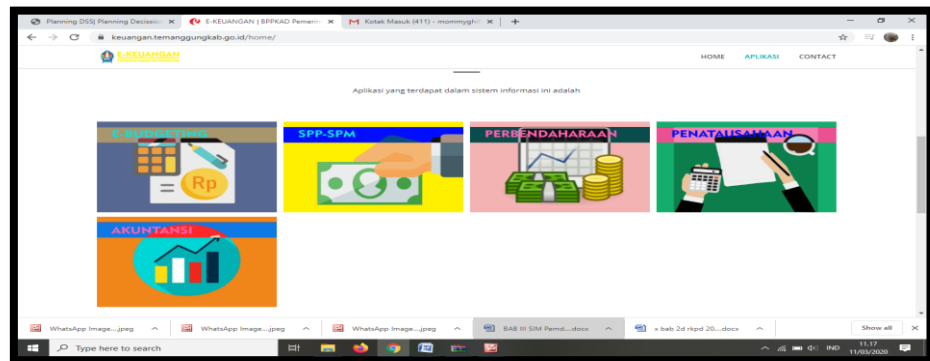 Planning DSS| Planning Decission
E-KEUANGAN | BPPKAD Pemerin
Kotak Masuk (411) - mommyghi
keuangan.temanggungkab.go.id/home/
E-KEUANGAN
HOME APLIKASI CONTACT
Aplikasi yang terdapat dalam sistem informasi ini adalah
E-BUDGETING
Rp
SPP-SPM
PERBENDAHARAAN
PENATAUSAHAAN
AKUNTANSI
WhatsApp Image....jpeg
WhatsApp Image....jpeg
WhatsApp Image....jpeg
BAB III SIM Pemd....docx
x bab 2d rkpd 20....docx
Show all
Type here to search
IND
11.17
11/03/2020